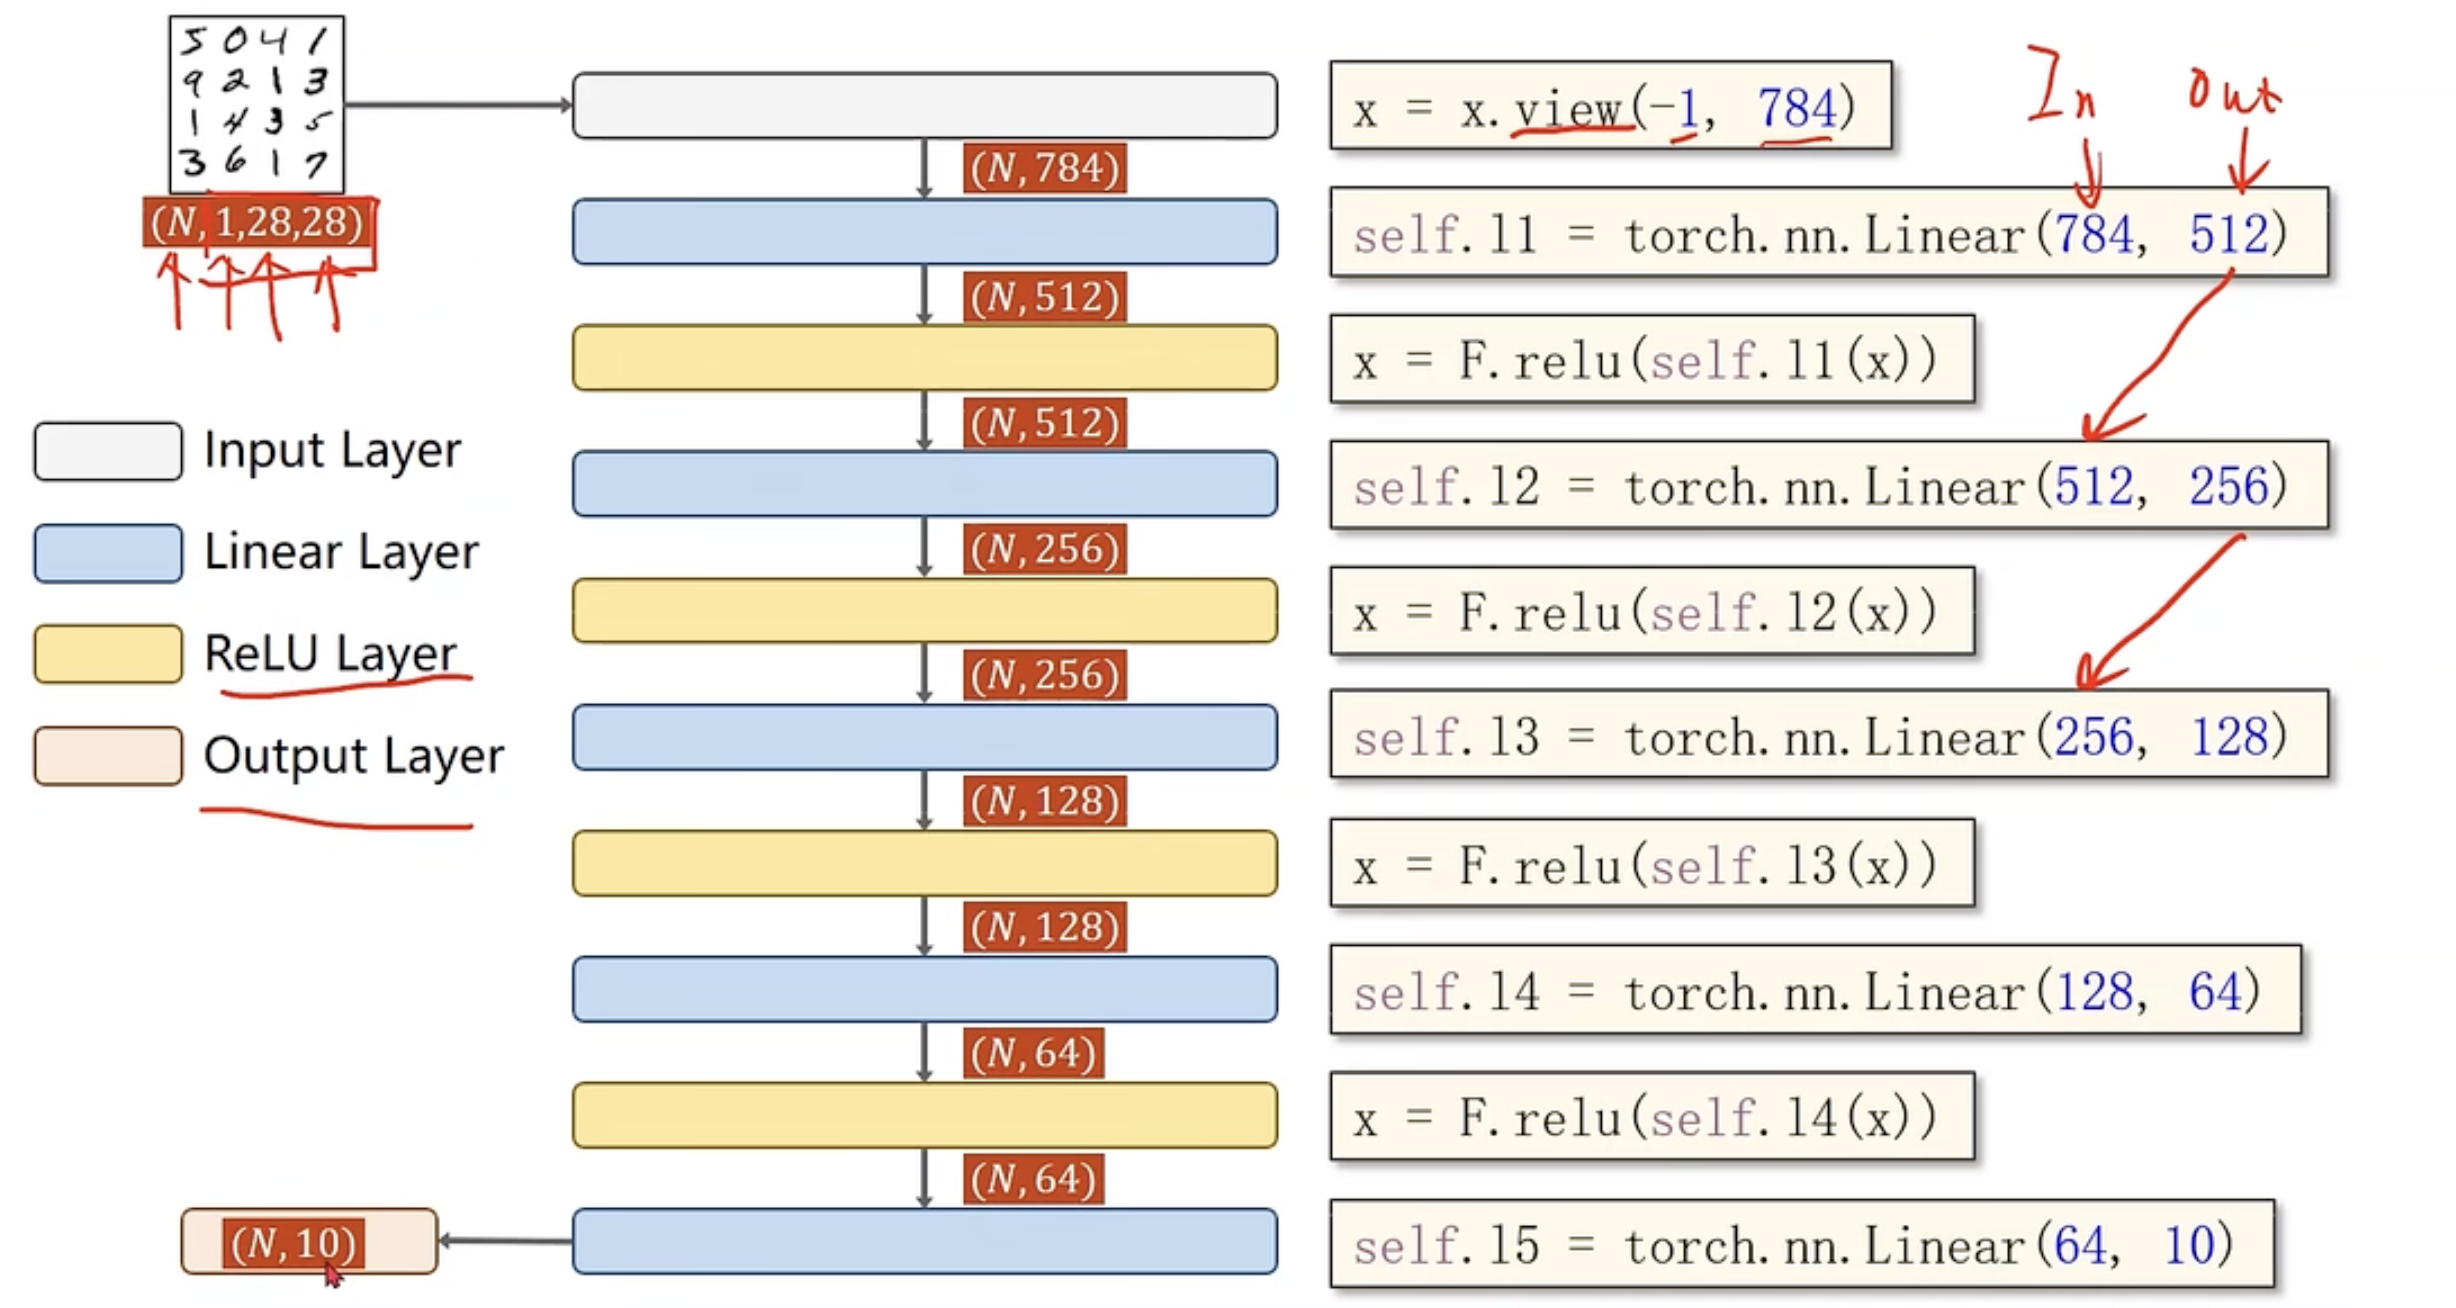 5 0 4 1
9 2 1 3
1 4 3 5
3 6 1 7
(N, 1,28,28)
Input Layer
Linear Layer
ReLU Layer
Output Layer
(N, 784)
(N, 512)
(N, 512)
(N, 256)
(N, 256)
(N, 128)
(N, 128)
(N, 64)
(N, 64)
(N, 10)
In out
x = x.view(-1, 784)
self.l1 = torch.nn.Linear(784, 512)
x = F.relu(self.l1(x))
self.l2 = torch.nn.Linear(512, 256)
x = F.relu(self.l2(x))
self.l3 = torch.nn.Linear(256, 128)
x = F.relu(self.l3(x))
self.l4 = torch.nn.Linear(128, 64)
x = F.relu(self.l4(x))
self.l5 = torch.nn.Linear(64, 10)